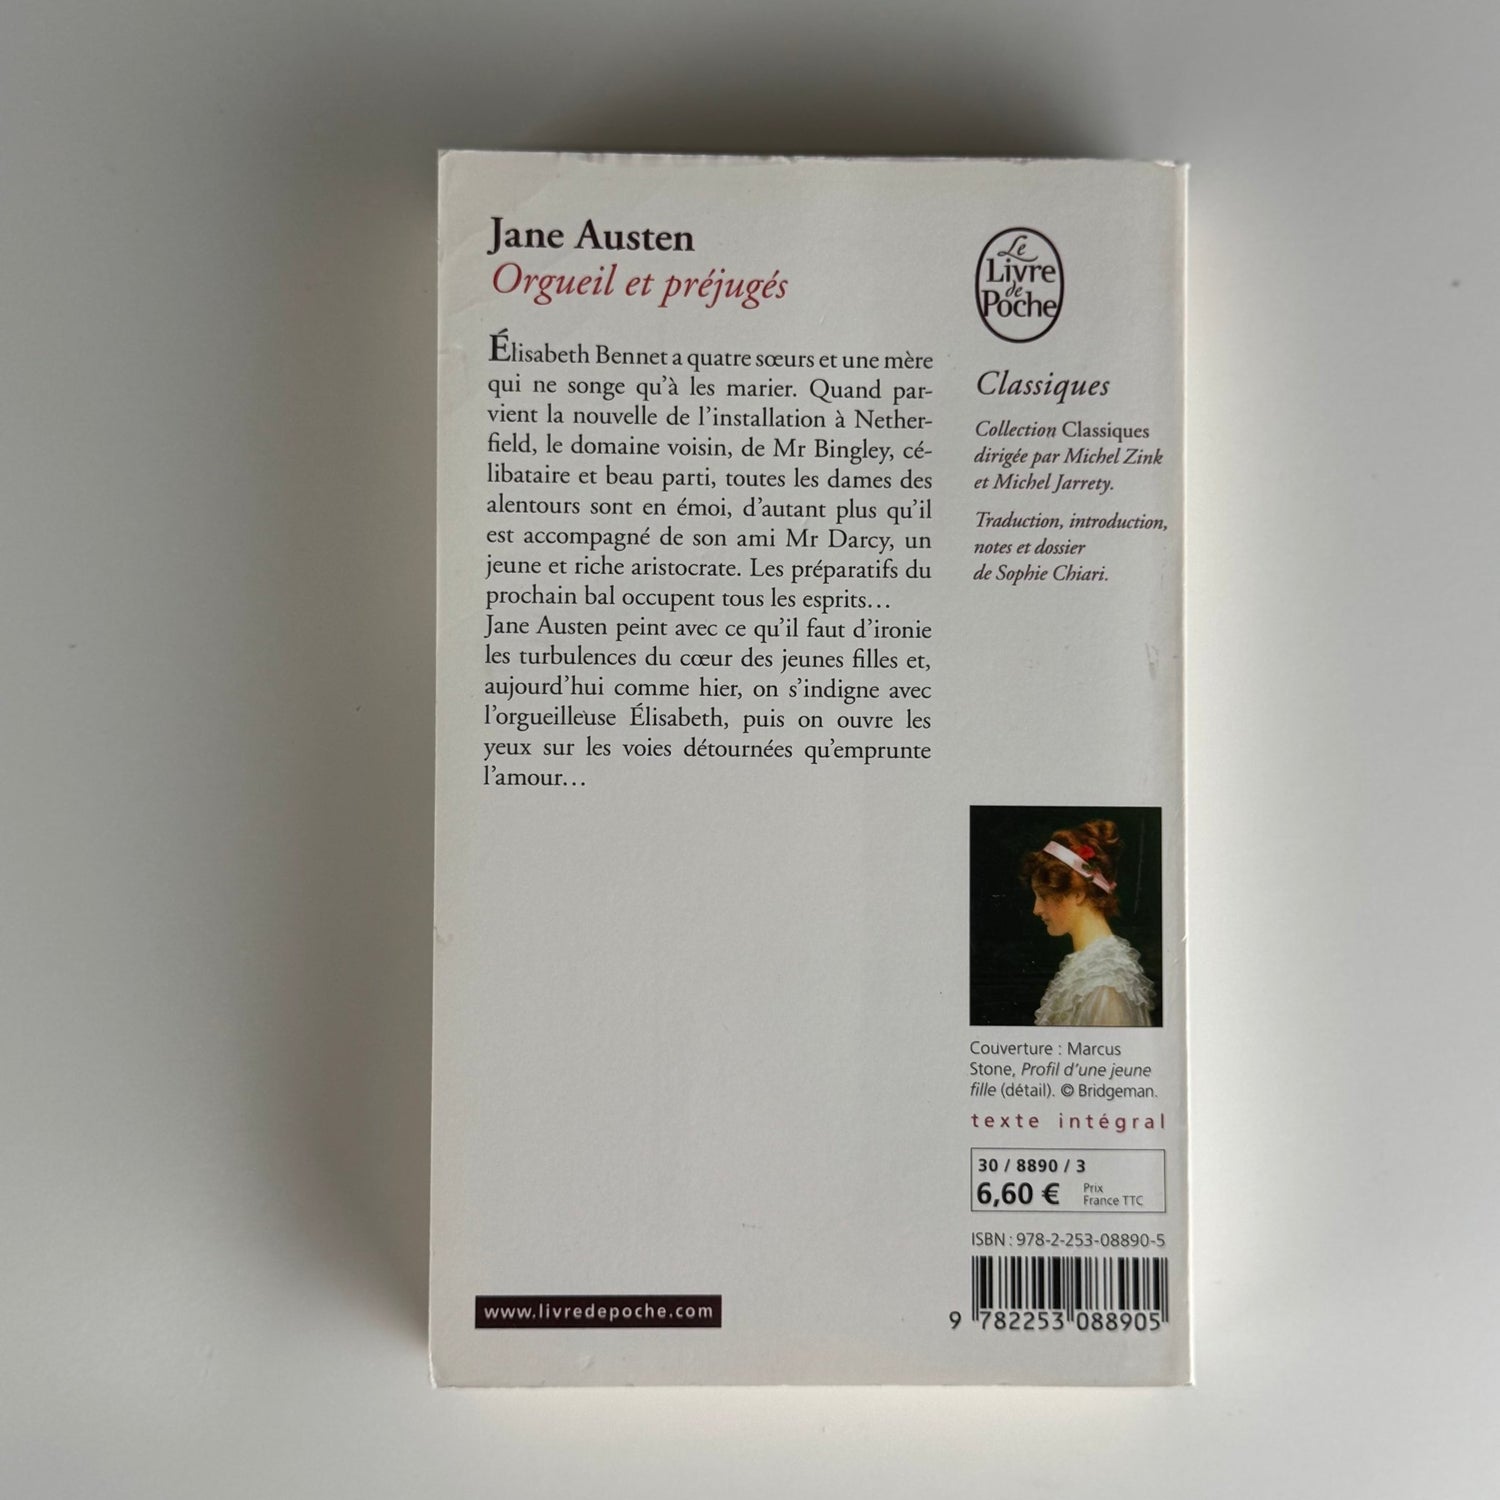 Jane Austen
Orgueil et préjugés
Élisabeth Bennet a quatre sœurs et une mère
qui ne songe qu'à les marier. Quand par-
vient la nouvelle de l'installation à Nether-
field, le domaine voisin, de Mr Bingley, cé-
libataire et beau parti, toutes les dames des
alentours sont en émoi, d'autant plus qu'il
est accompagné de son ami Mr Darcy, un
jeune et riche aristocrate. Les préparatifs du
prochain bal occupent tous les esprits…
Jane Austen peint avec ce qu'il faut d'ironie
les turbulences du cœur des jeunes filles et,
aujourd'hui comme hier, on s'indigne avec
l'orgueilleuse Élisabeth, puis on ouvre les
yeux sur les voies détournées qu'emprunte
l'amour…
www.livredepoche.com
Le
Livre
de
Poche
Classiques
Collection Classiques
dirigée par Michel Zink
et Michel Jarrety.
Traduction, introduction,
notes et dossier
de Sophie Chiari.
Couverture : Marcus
Stone, Profil d'une jeune
fille (détail). © Bridgeman.
texte intégral
30 / 8890 / 3
6,60 € Prix
France TTC
ISBN : 978-2-253-08890-5
9 782253 088905